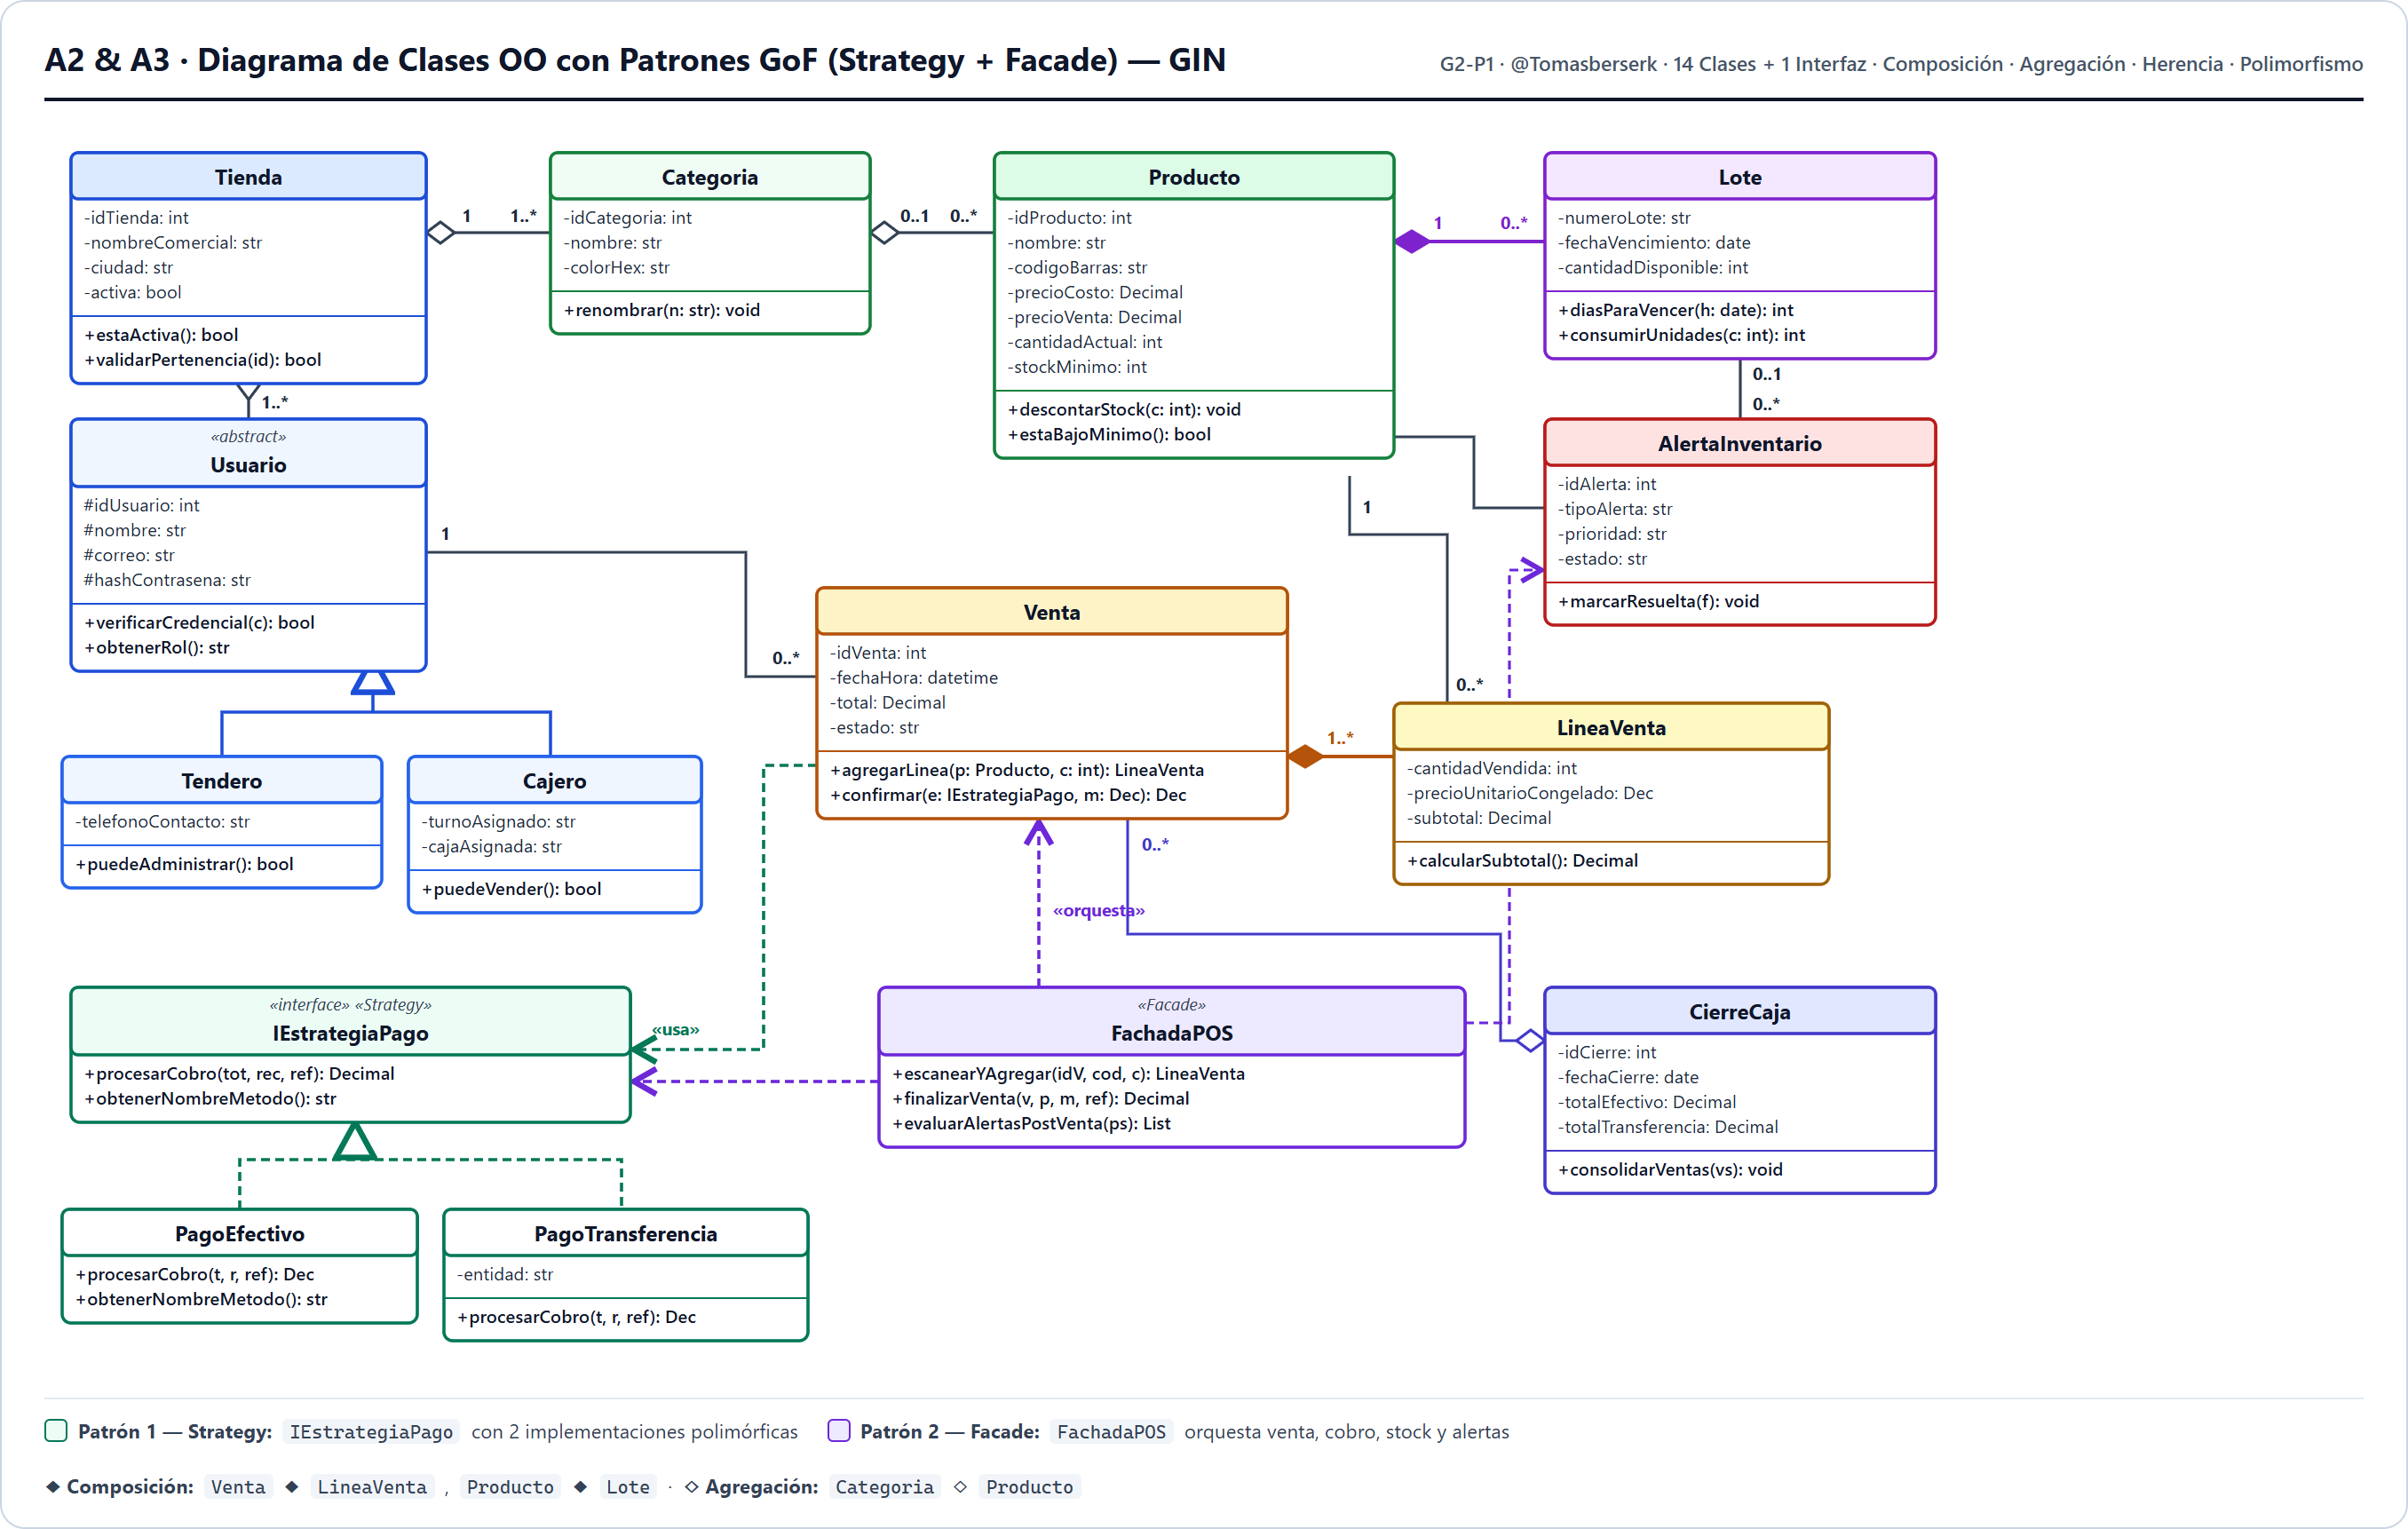 A2 & A3 · Diagrama de Clases OO con Patrones GoF (Strategy + Facade) — GIN
G2-P1 · @Tomasberserk · 14 Clases + 1 Interfaz · Composición · Agregación · Herencia · Polimorfismo
Tienda
-idTienda: int
-nombreComercial: str
-ciudad: str
-activa: bool
+estaActiva(): bool
+validarPertenencia(id): bool
1
1..*
Categoria
-idCategoria: int
-nombre: str
-colorHex: str
+renombrar(n: str): void
0..1
0..*
Producto
-idProducto: int
-nombre: str
-codigoBarras: str
-precioCosto: Decimal
-precioVenta: Decimal
-cantidadActual: int
-stockMinimo: int
+descontarStock(c: int): void
+estaBajoMinimo(): bool
1
0..*
Lote
-numeroLote: str
-fechaVencimiento: date
-cantidadDisponible: int
+diasParaVencer(h: date): int
+consumirUnidades(c: int): int
0..1
0..*
1..*
«abstract»
Usuario
#idUsuario: int
#nombre: str
#correo: str
#hashContrasena: str
+verificarCredencial(c): bool
+obtenerRol(): str
1
0..*
AlertaInventario
-idAlerta: int
-tipoAlerta: str
-prioridad: str
-estado: str
+marcarResuelta(f): void
1
0..*
Venta
-idVenta: int
-fechaHora: datetime
-total: Decimal
-estado: str
+agregarLinea(p: Producto, c: int): LineaVenta
+confirmar(e: IEstrategiaPago, m: Dec): Dec
1..*
LineaVenta
-cantidadVendida: int
-precioUnitarioCongelado: Dec
-subtotal: Decimal
+calcularSubtotal(): Decimal
Tendero
-telefonoContacto: str
+puedeAdministrar(): bool
Cajero
-turnoAsignado: str
-cajaAsignada: str
+puedeVender(): bool
0..*
«orquesta»
«interface» «Strategy»
IEstrategiaPago
+procesarCobro(tot, rec, ref): Decimal
+obtenerNombreMetodo(): str
«usa»
«Facade»
FachadaPOS
+escanearYAgregar(idV, cod, c): LineaVenta
+finalizarVenta(v, p, m, ref): Decimal
+evaluarAlertasPostVenta(ps): List
CierreCaja
-idCierre: int
-fechaCierre: date
-totalEfectivo: Decimal
-totalTransferencia: Decimal
+consolidarVentas(vs): void
PagoEfectivo
+procesarCobro(t, r, ref): Dec
+obtenerNombreMetodo(): str
PagoTransferencia
-entidad: str
+procesarCobro(t, r, ref): Dec
Patrón 1 — Strategy: IEstrategiaPago con 2 implementaciones polimórficas
Patrón 2 — Facade: FachadaPOS orquesta venta, cobro, stock y alertas
◆ Composición: Venta ◆ LineaVenta , Producto ◆ Lote · ◇ Agregación: Categoria ◇ Producto